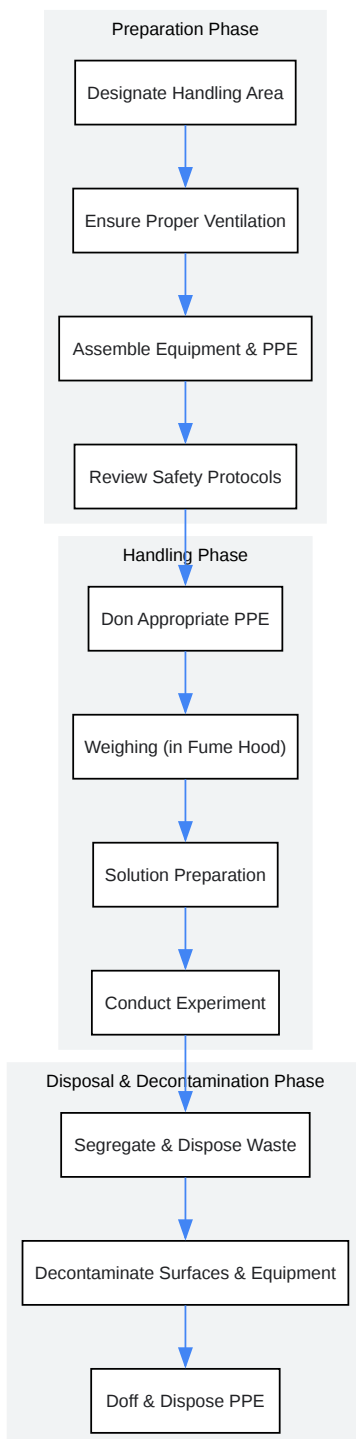 Preparation Phase
Designate Handling Area
Ensure Proper Ventilation
Assemble Equipment & PPE
Review Safety Protocols
Handling Phase
Don Appropriate PPE
Weighing (in Fume Hood)
Solution Preparation
Conduct Experiment
Disposal & Decontamination Phase
Segregate & Dispose Waste
Decontaminate Surfaces & Equipment
Doff & Dispose PPE